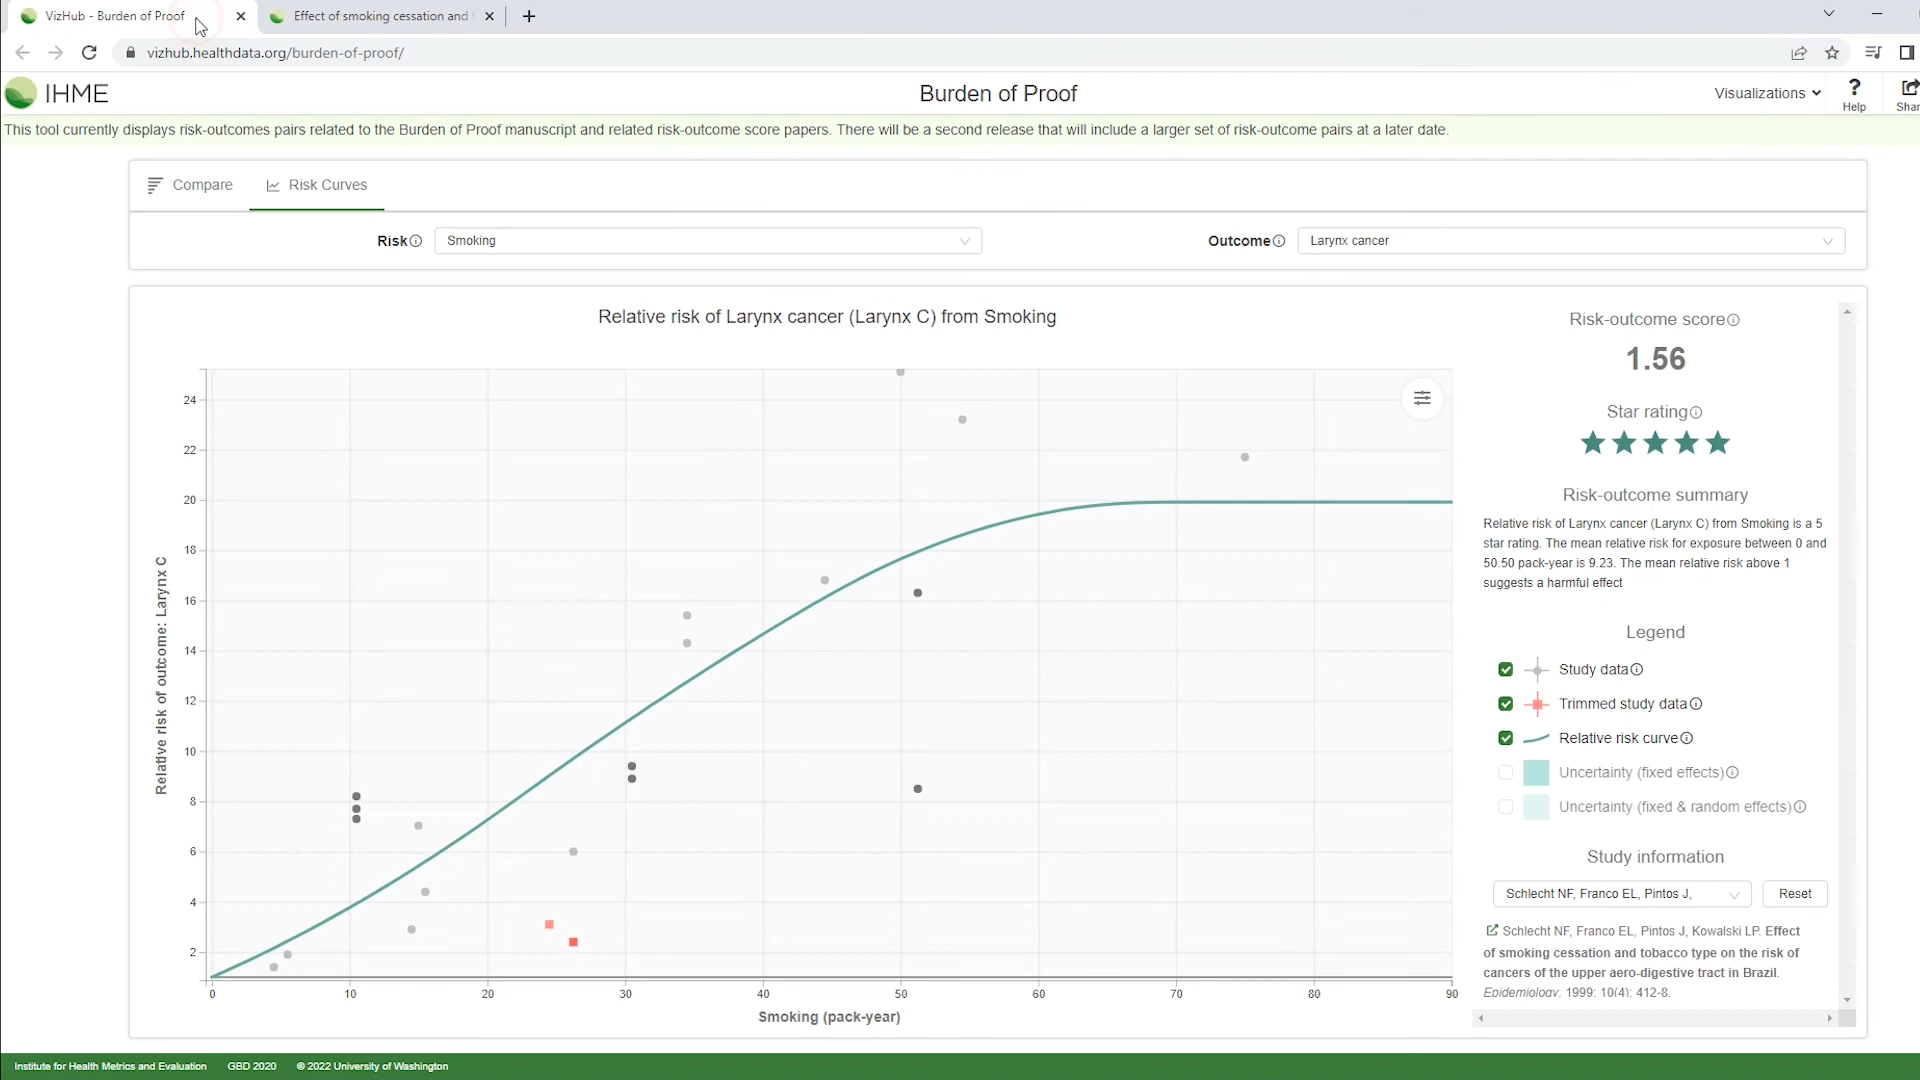 VizHub - Burden of Proof
Effect of smoking cessation and
vizhub.healthdata.org/burden-of-proof/
IHME
Burden of Proof
Visualizations
?
Help
Shar
This tool currently displays risk-outcomes pairs related to the Burden of Proof manuscript and related risk-outcome score papers. There will be a second release that will include a larger set of risk-outcome pairs at a later date.
Compare
Risk Curves
Risk
Smoking
Outcome
Larynx cancer
Relative risk of Larynx cancer (Larynx C) from Smoking
24
22
20
18
16
14
12
10
8
6
4
2
Relative risk of outcome: Larynx C
0 10 20 30 40 50 60 70 80 90
Smoking (pack-year)
Risk-outcome score
1.56
Star rating
Risk-outcome summary
Relative risk of Larynx cancer (Larynx C) from Smoking is a 5
star rating. The mean relative risk for exposure between 0 and
50.50 pack-year is 9.23. The mean relative risk above 1
suggests a harmful effect
Legend
Study data
Trimmed study data
Relative risk curve
Uncertainty (fixed effects)
Uncertainty (fixed & random effects)
Study information
Schlecht NF, Franco EL, Pintos J,
Reset
Schlecht NF, Franco EL, Pintos J, Kowalski LP. Effect
of smoking cessation and tobacco type on the risk of
cancers of the upper aero-digestive tract in Brazil.
Epidemiology. 1999; 10(4): 412-8.
Institute for Health Metrics and Evaluation
GBD 2020
© 2022 University of Washington